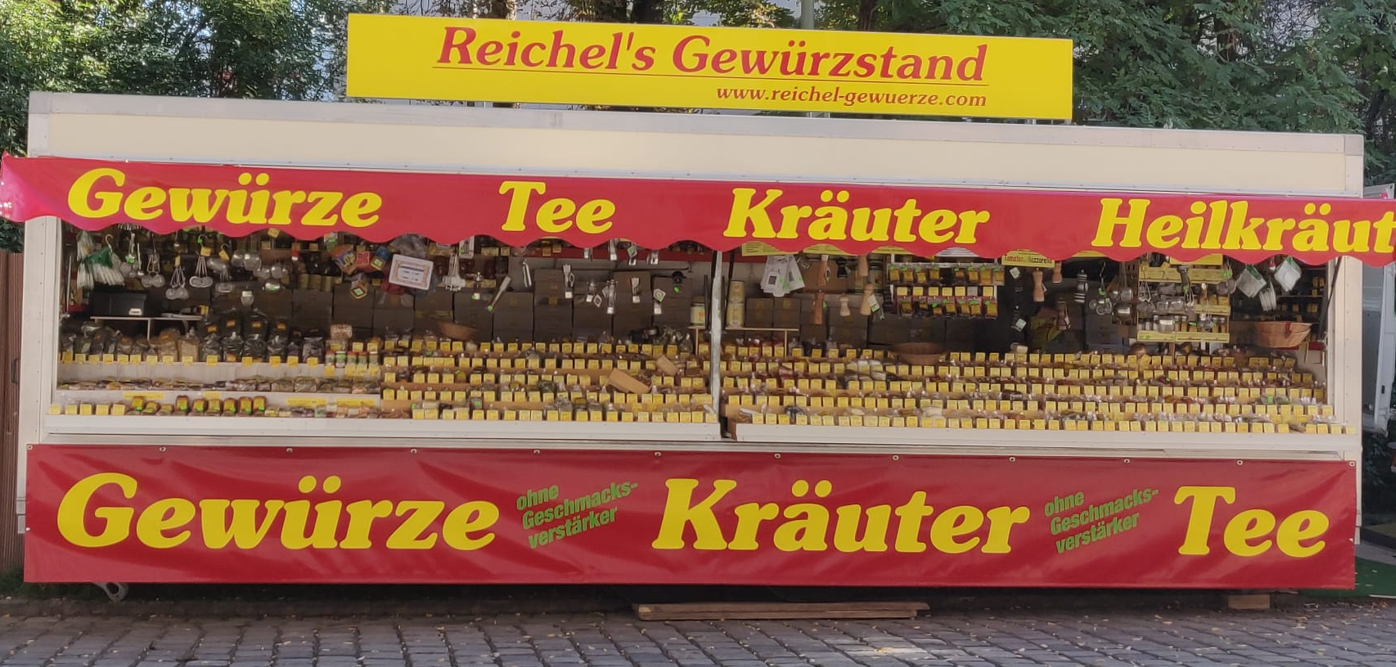 Reichel's Gewürzstand
www.reichel-gewuerze.com
Gewürze Tee Kräuter Heilkräut
Gewürze
ohne
Geschmacks-
verstärker
Kräuter
ohne
Geschmacks-
verstärker
Tee